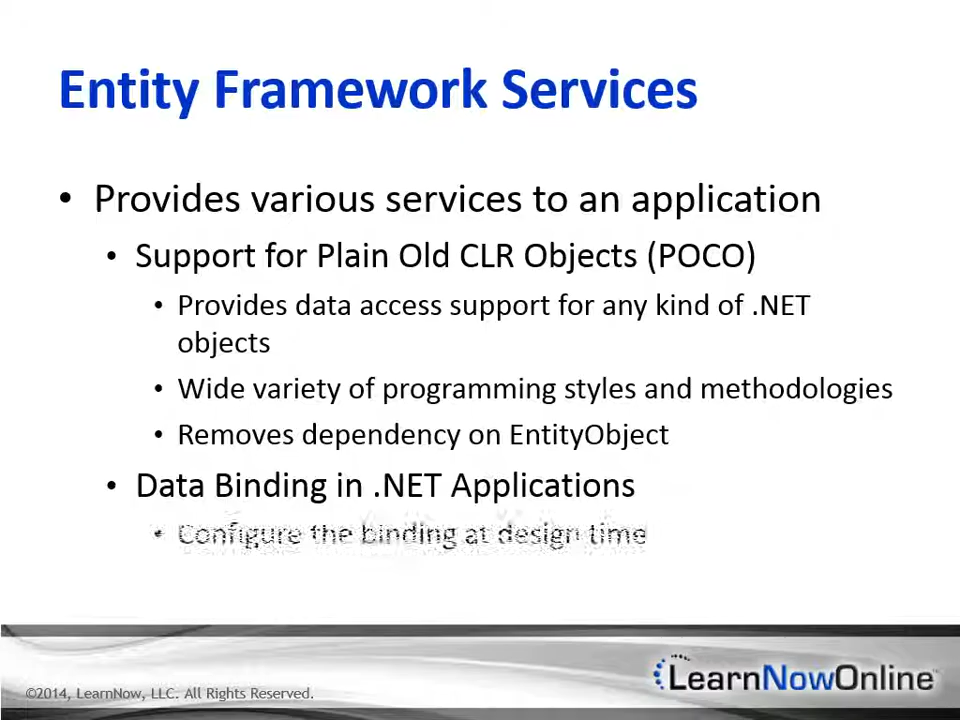 Entity Framework Services
• Provides various services to an application
• Support for Plain Old CLR Objects (POCO)
• Provides data access support for any kind of .NET
objects
• Wide variety of programming styles and methodologies
• Removes dependency on EntityObject
• Data Binding in .NET Applications
• Configure the binding at design time
©2014, LearnNow, LLC. All Rights Reserved.
LearnNowOnline™